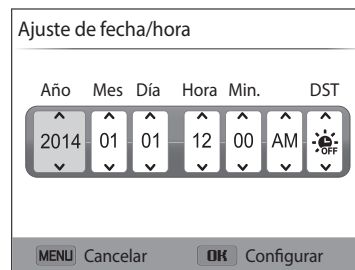 Ajuste de fecha/hora
Año Mes Día Hora Min. DST
2014 01 01 12 00 AM OFF
MENU Cancelar OK Configurar